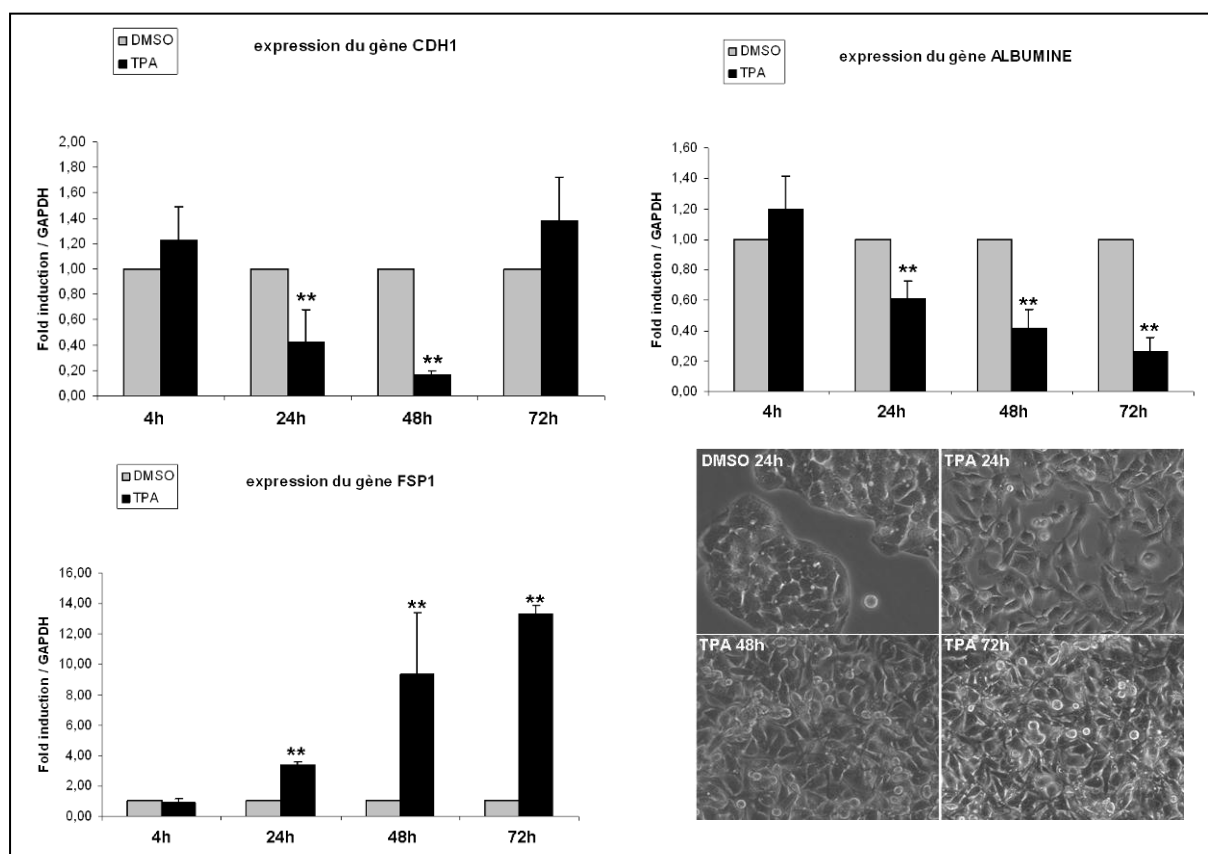 DMSO
TPA
expression du gène CDH1
Fold induction / GAPDH
2,00
1,80
1,60
1,40
1,20
1,00
0,80
0,60
0,40
0,20
0,00
**
**
4h 24h 48h 72h
DMSO
TPA
expression du gène ALBUMINE
Fold induction / GAPDH
1,60
1,40
1,20
1,00
0,80
0,60
0,40
0,20
0,00
**
**
**
4h 24h 48h 72h
DMSO
TPA
expression du gène FSP1
Fold induction / GAPDH
16,00
14,00
12,00
10,00
8,00
6,00
4,00
2,00
0,00
**
**
**
4h 24h 48h 72h
DMSO 24h
TPA 24h
TPA 48h
TPA 72h